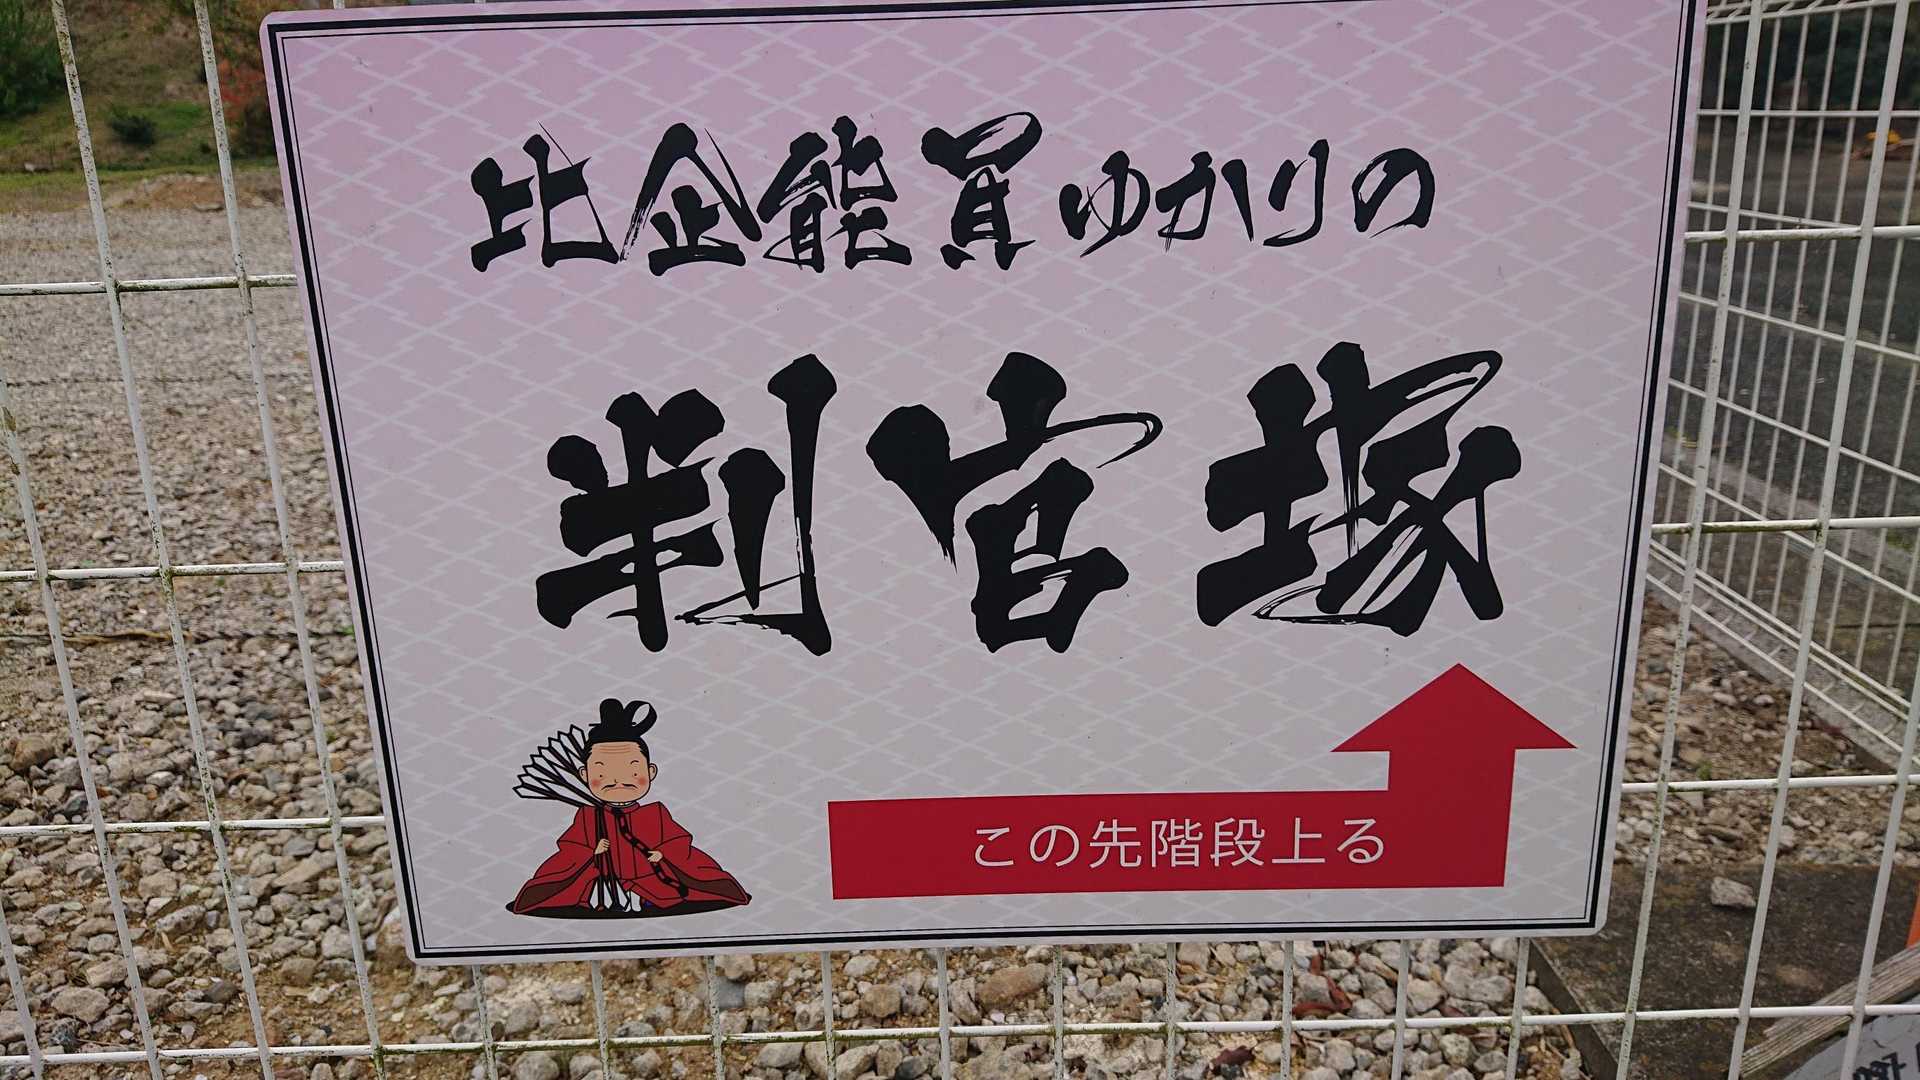 比企能員ゆかりの
判官塚
この先階段上る